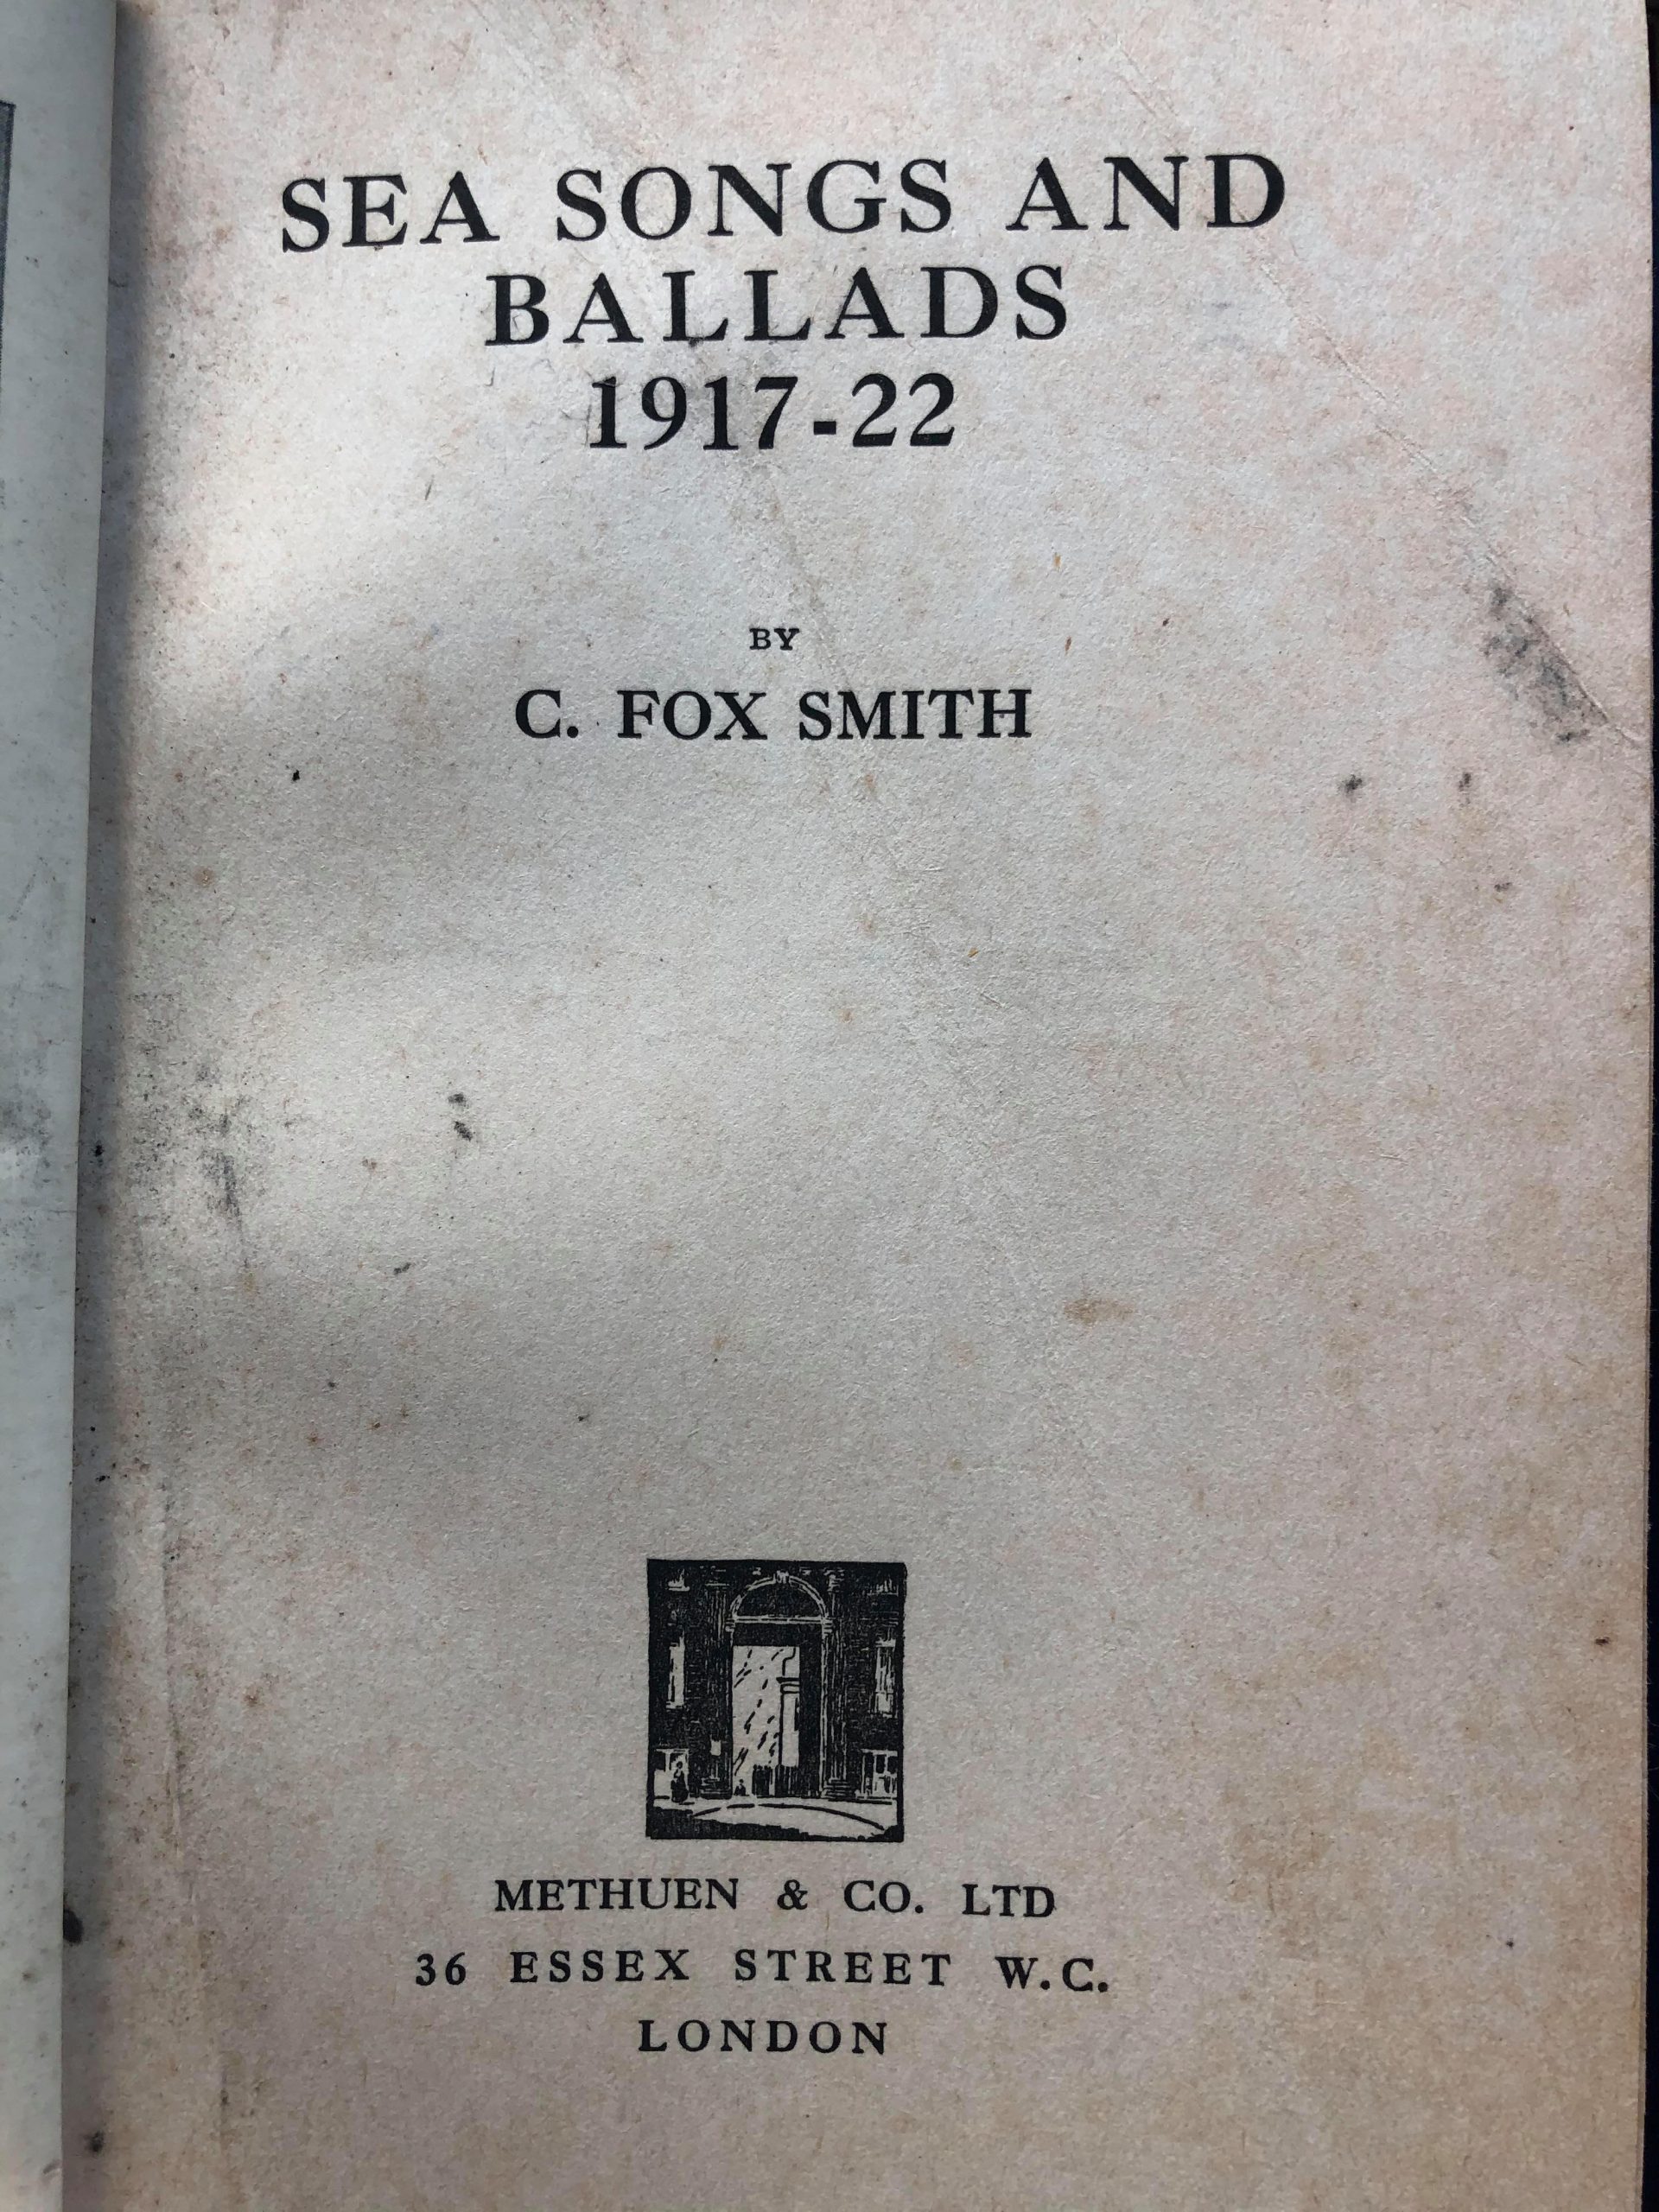 SEA SONGS AND
BALLADS
1917-22
BY
C. FOX SMITH
METHUEN & CO. LTD
36 ESSEX STREET W.C.
LONDON